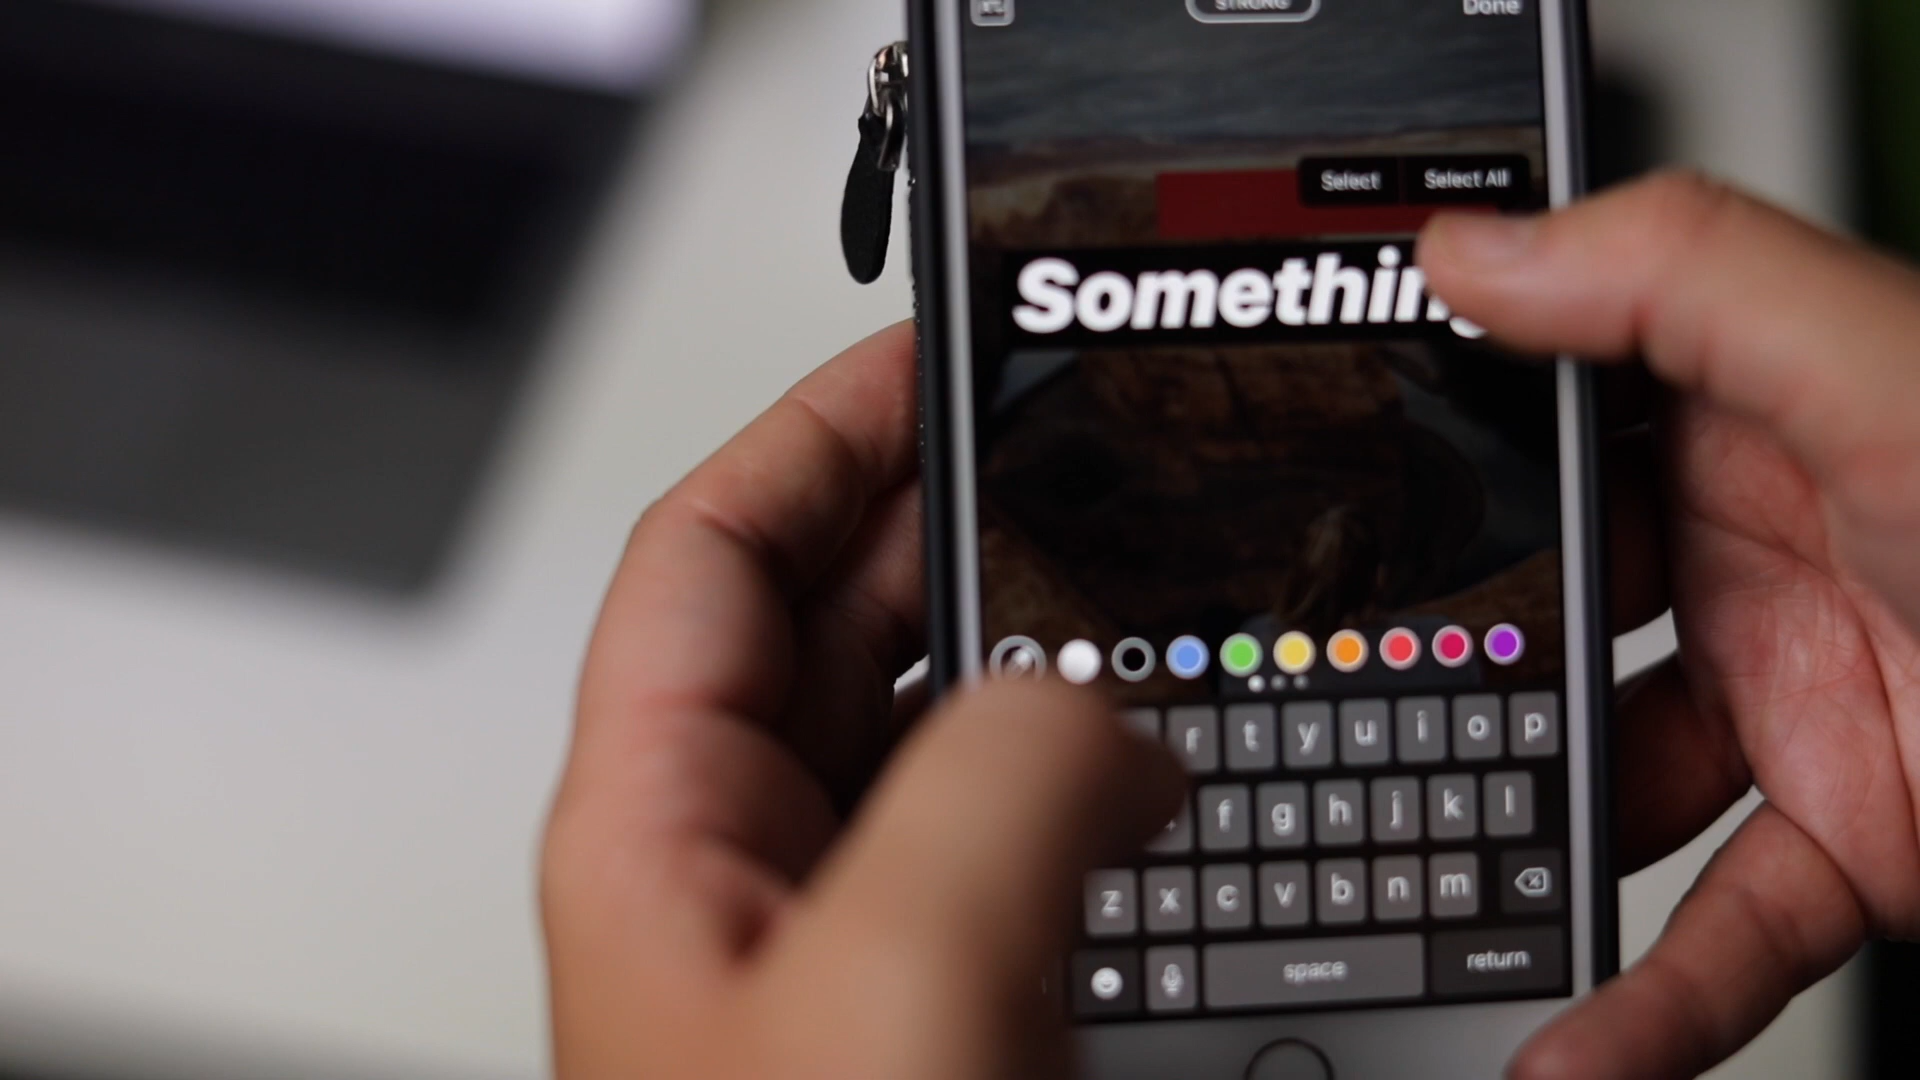 STRONG
Done
Select Select All
Somethin
r t y u i o p
f g h j k l
z x c v b n m
space return